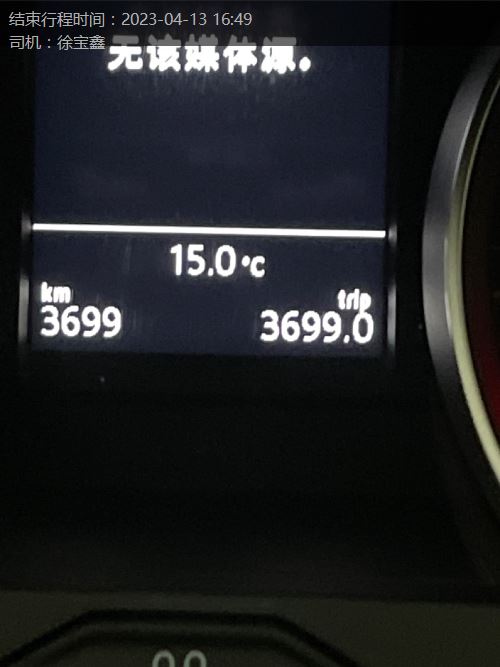 结束行程时间：2023-04-13 16:49
司机：徐宝鑫
无该媒体源。
15.0℃
km
trip
3699
3699.0